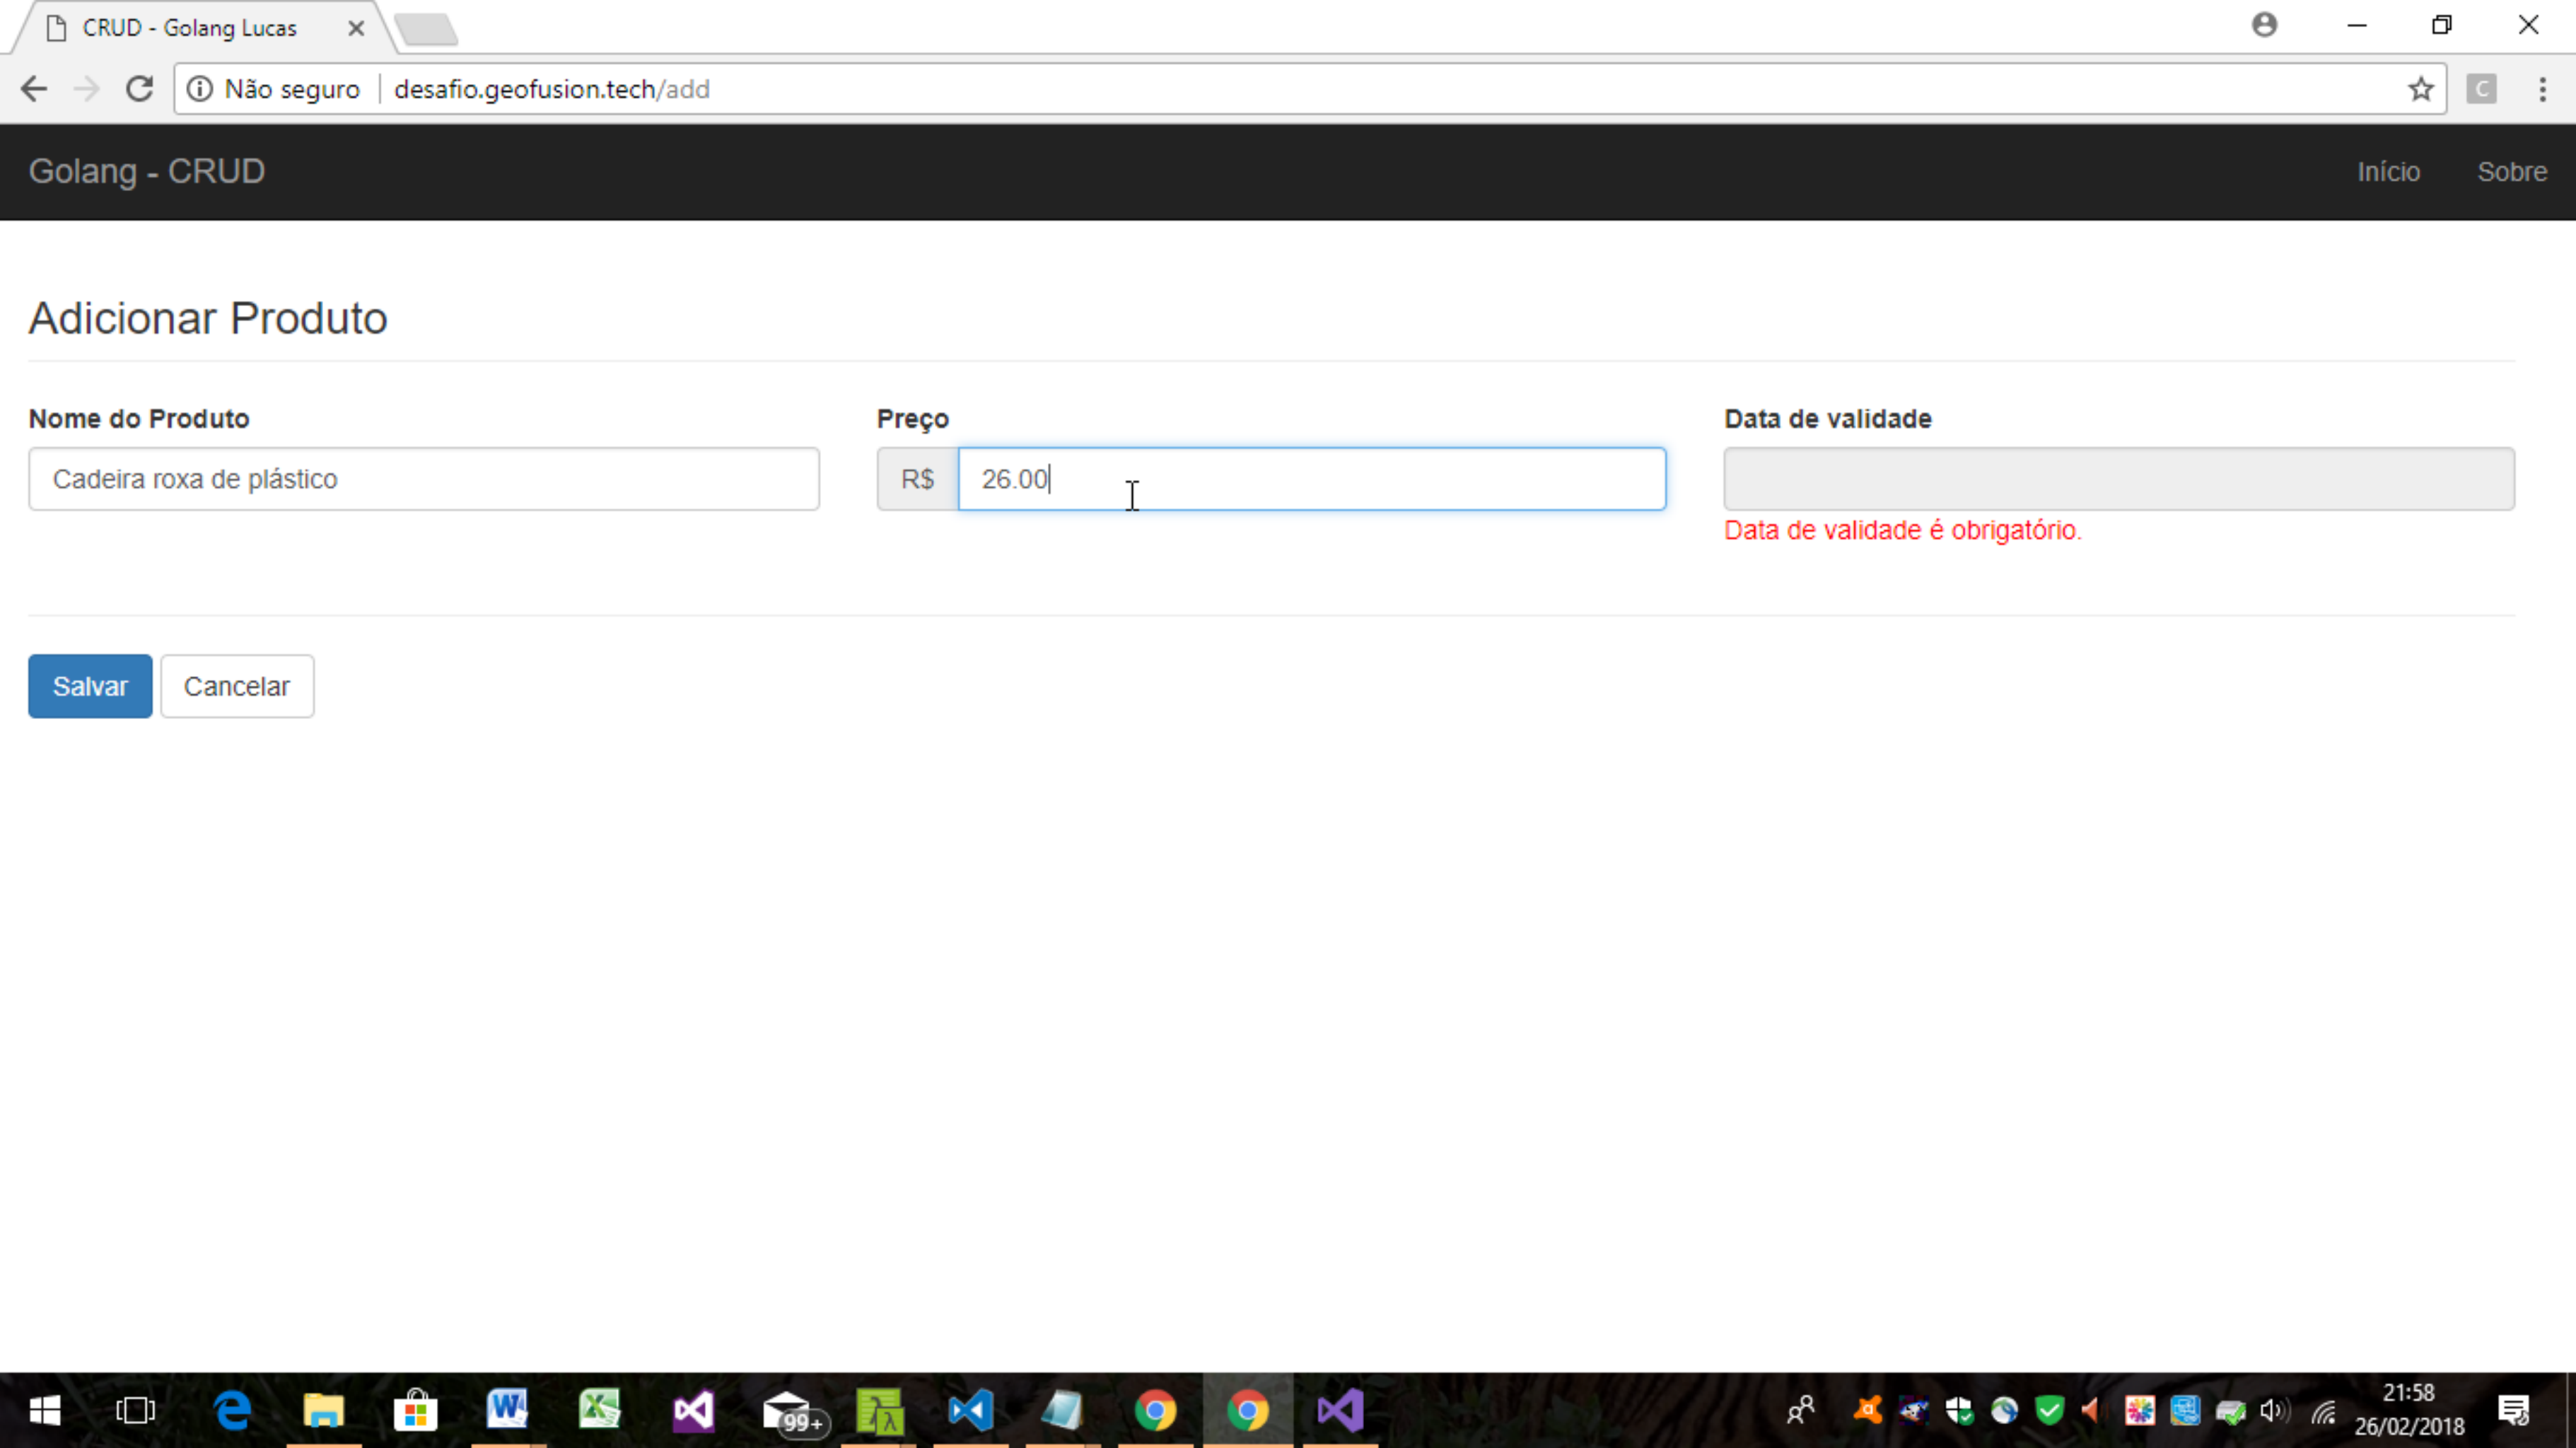 CRUD - Golang Lucas
Não seguro desafio.geofusion.tech/add
C
Golang - CRUD Início Sobre
Adicionar Produto
Nome do Produto Preço Data de validade
Cadeira roxa de plástico R$ 26.00
Data de validade é obrigatório.
Salvar Cancelar
99+
21:58
26/02/2018